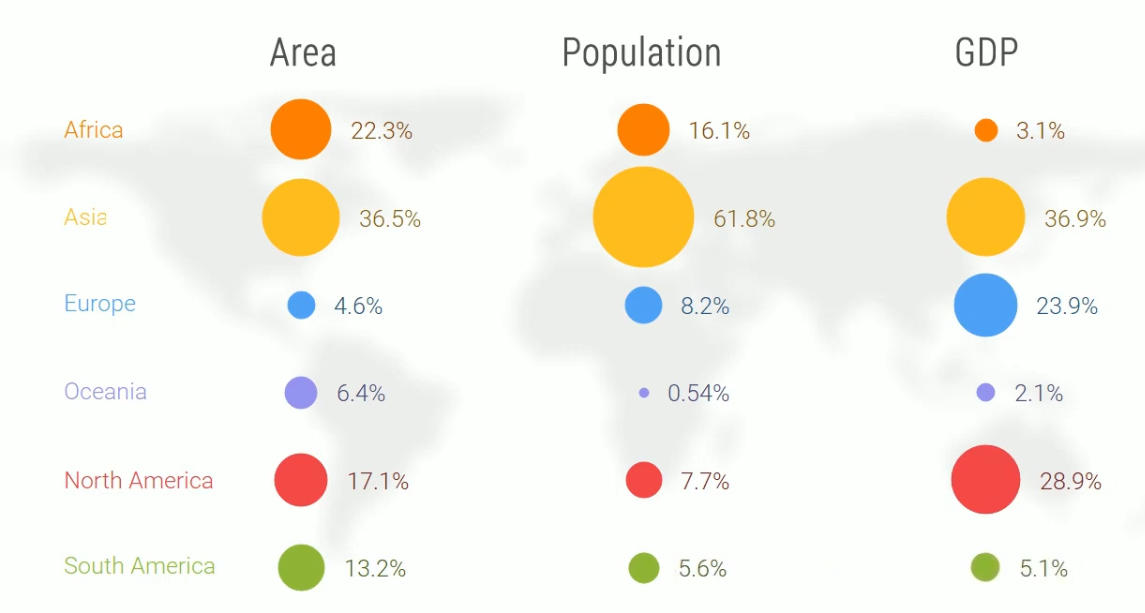 Area Population GDP
Africa 22.3% 16.1% 3.1%
Asia 36.5% 61.8% 36.9%
Europe 4.6% 8.2% 23.9%
Oceania 6.4% 0.54% 2.1%
North America 17.1% 7.7% 28.9%
South America 13.2% 5.6% 5.1%